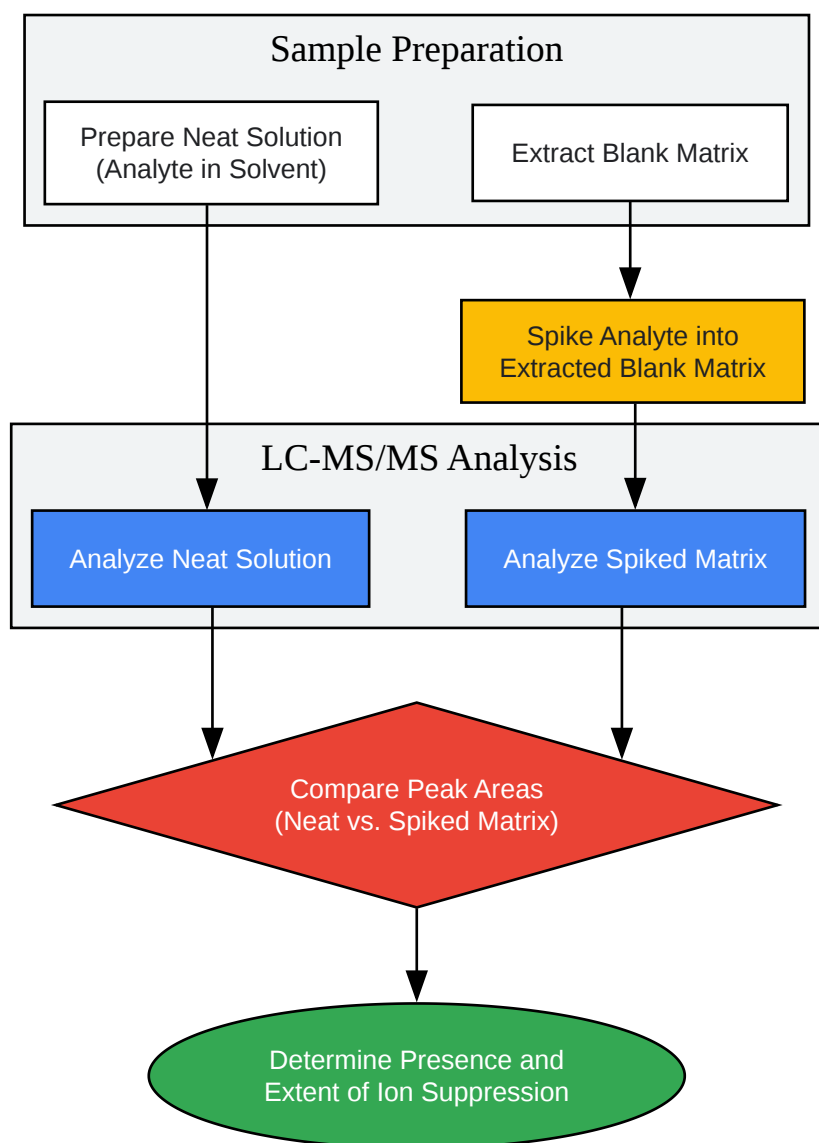 Sample Preparation
Prepare Neat Solution
(Analyte in Solvent)
Extract Blank Matrix
Spike Analyte into
Extracted Blank Matrix
LC-MS/MS Analysis
Analyze Neat Solution
Analyze Spiked Matrix
Compare Peak Areas
(Neat vs. Spiked Matrix)
Determine Presence and
Extent of Ion Suppression